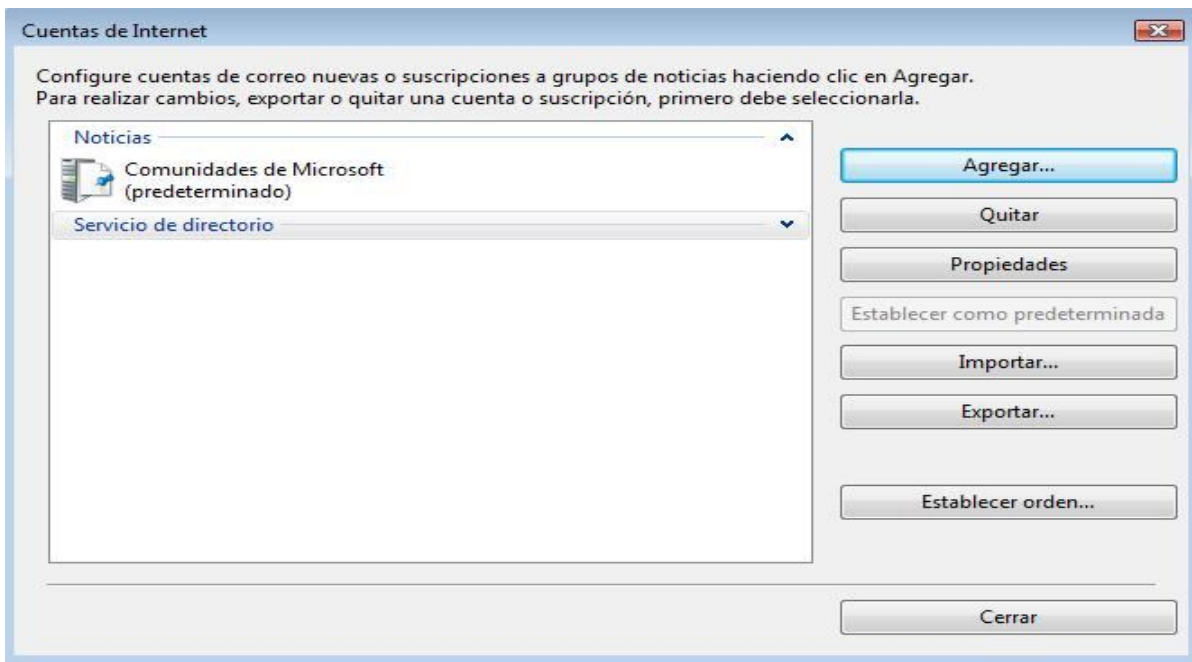 Cuentas de Internet
Configure cuentas de correo nuevas o suscripciones a grupos de noticias haciendo clic en Agregar.
Para realizar cambios, exportar o quitar una cuenta o suscripción, primero debe seleccionarla.
Noticias
Comunidades de Microsoft
(predeterminado)
Servicio de directorio
Agregar...
Quitar
Propiedades
Establecer como predeterminada
Importar...
Exportar...
Establecer orden...
Cerrar